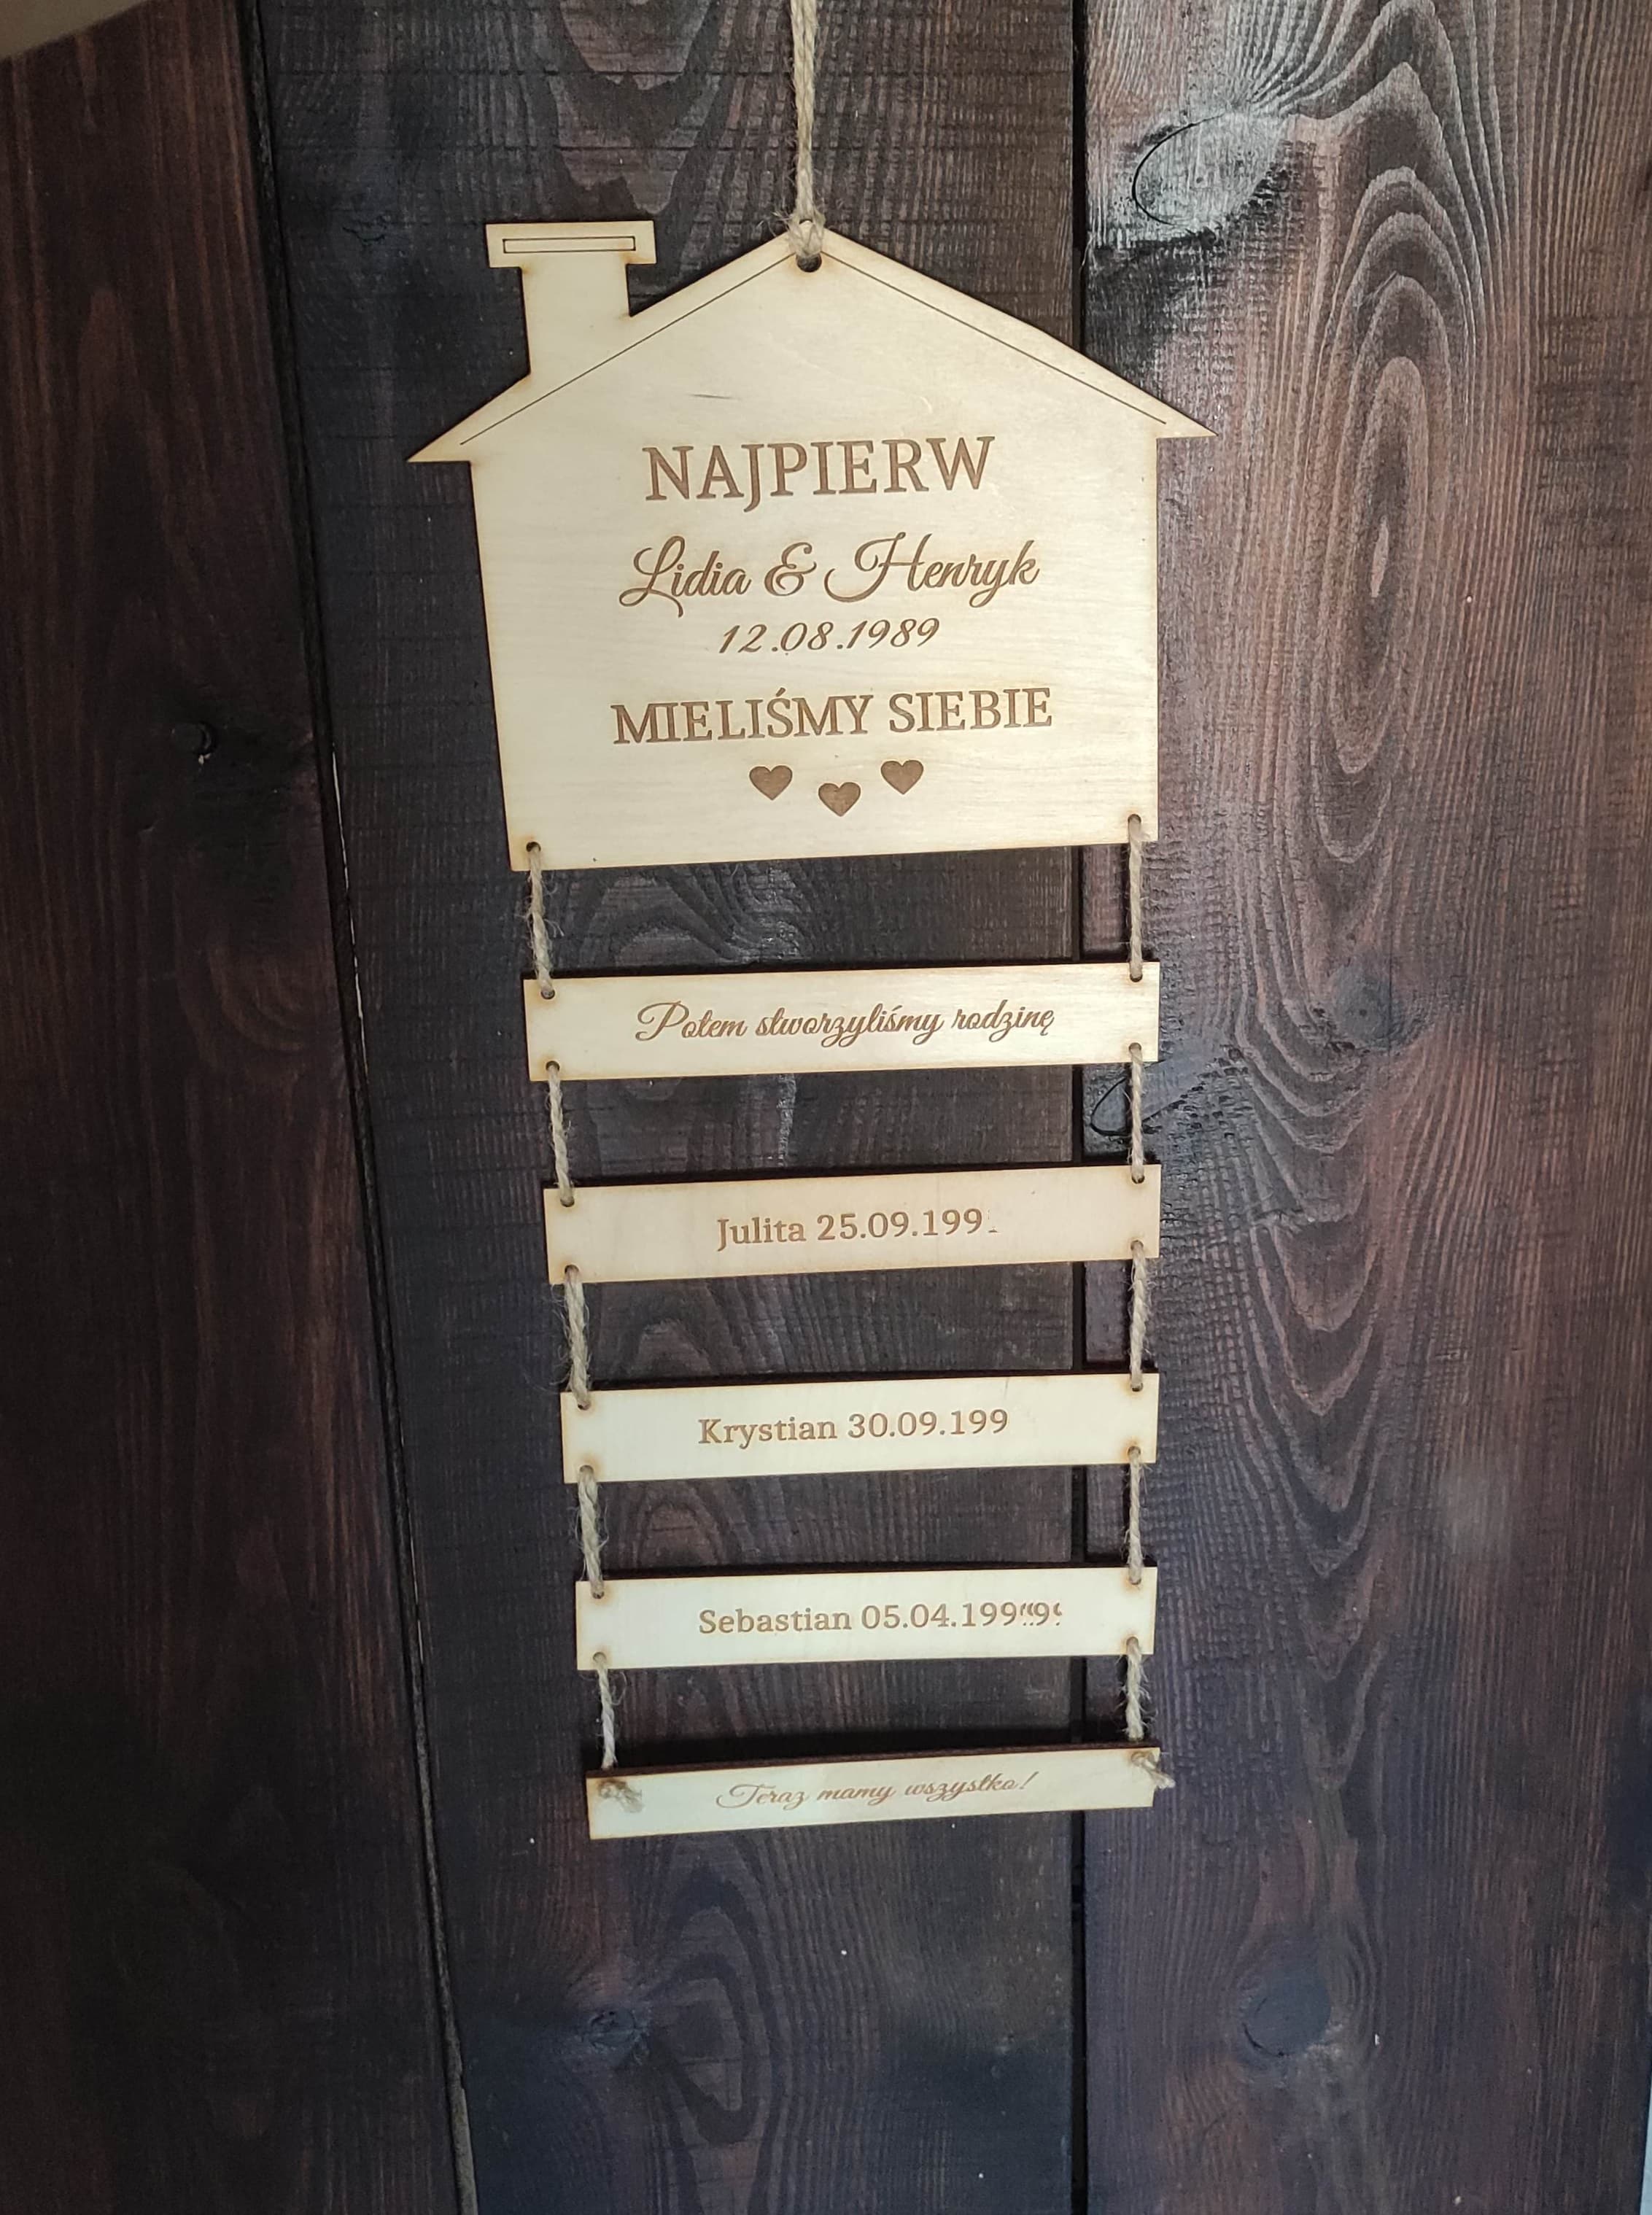 NAJPIERW
Lidia & Henryk
12.08.1989
MIELIŚMY SIEBIE
Potem stworzyliśmy rodzinę
Julita 25.09.199
Krystian 30.09.199
Sebastian 05.04.199
Teraz mamy wszystko!